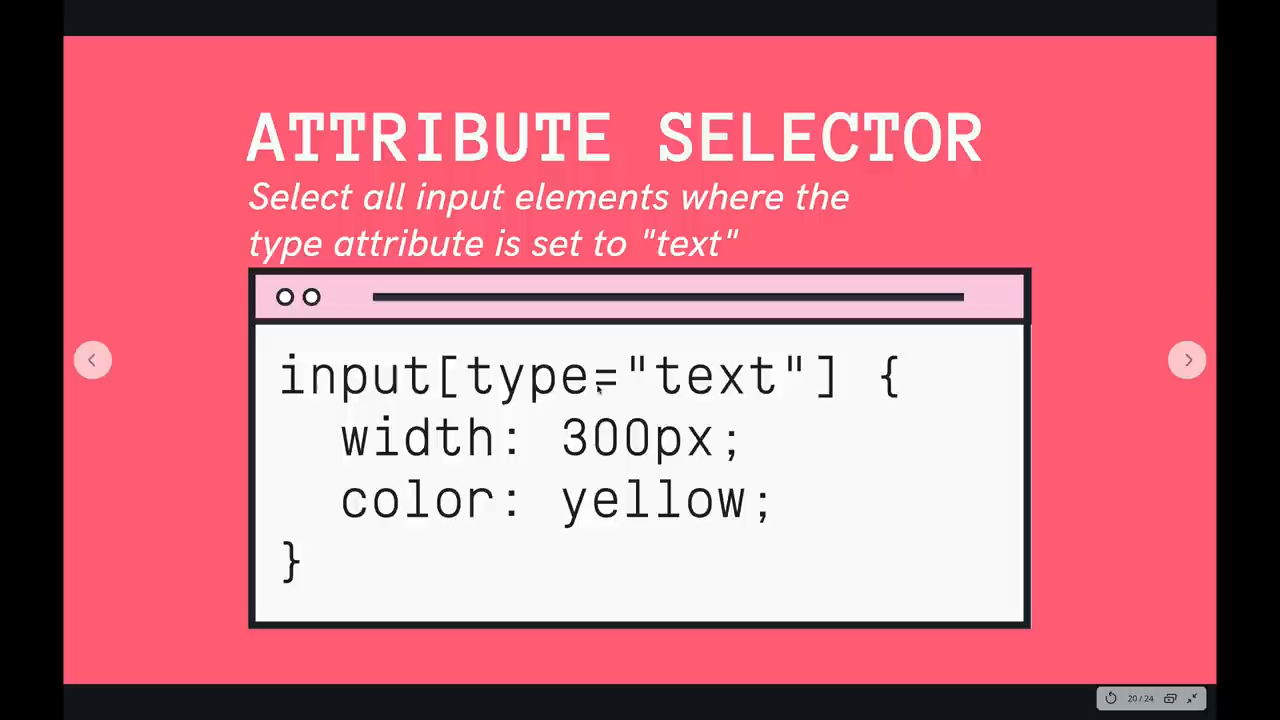 ATTRIBUTE SELECTOR
Select all input elements where the
type attribute is set to "text"
input[type="text"] {
  width: 300px;
  color: yellow;
}
20 / 24